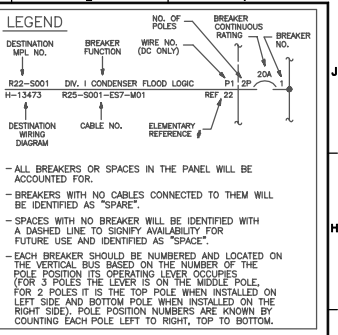 LEGEND
NO. OF
POLES
BREAKER
CONTINUOUS
RATING
BREAKER
NO.
DESTINATION
MPL NO.
BREAKER
FUNCTION
WIRE NO.
(DC ONLY)
20A
J
R22-S001 DIV. I CONDENSER FLOOD LOGIC P1 2P 1
H-13473 R25-S001-ES7-M01 REF 22
DESTINATION
WIRING
DIAGRAM
CABLE NO.
ELEMENTARY
REFERENCE #
- ALL BREAKERS OR SPACES IN THE PANEL WILL BE
ACCOUNTED FOR.
- BREAKERS WITH NO CABLES CONNECTED TO THEM WILL
BE IDENTIFIED AS "SPARE".
- SPACES WITH NO BREAKER WILL BE IDENTIFIED WITH
A DASHED LINE TO SIGNIFY AVAILABILITY FOR
FUTURE USE AND IDENTIFIED AS "SPACE".
H
- EACH BREAKER SHOULD BE NUMBERED AND LOCATED ON
THE VERTICAL BUS BASED ON THE NUMBER OF THE
POLE POSITION ITS OPERATING LEVER OCCUPIES
(FOR 3 POLES THE LEVER IS ON THE MIDDLE POLE,
FOR 2 POLES IT IS THE TOP POLE WHEN INSTALLED ON
LEFT SIDE AND BOTTOM POLE WHEN INSTALLED ON THE
RIGHT SIDE). POLE POSITION NUMBERS ARE KNOWN BY
COUNTING EACH POLE LEFT TO RIGHT, TOP TO BOTTOM.